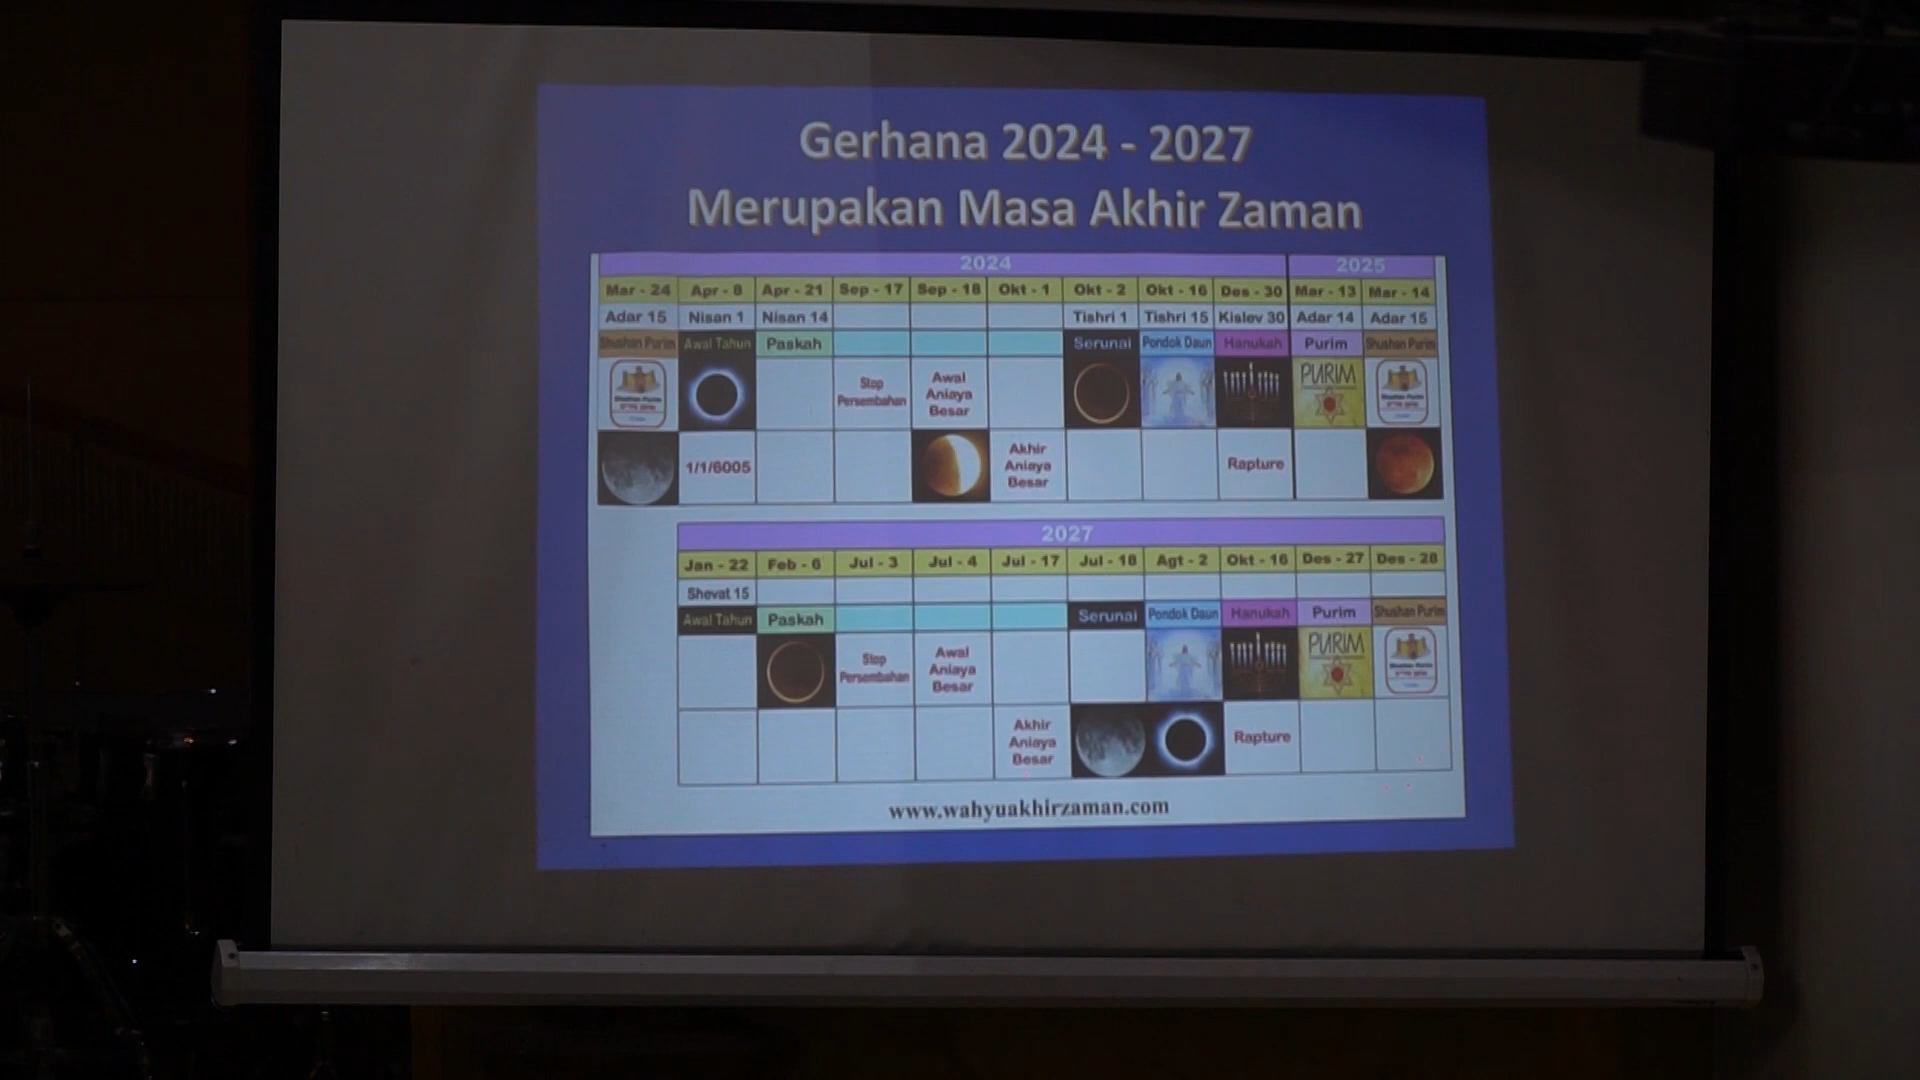 Gerhana 2024 - 2027
Merupakan Masa Akhir Zaman
2024 2025
Mar - 24 Apr - 8 Apr - 21 Sep - 17 Sep - 18 Okt - 1 Okt - 2 Okt - 16 Des - 30 Mar - 13 Mar - 14
Adar 15 Nisan 1 Nisan 14 Tishri 1 Tishri 15 Kislev 30 Adar 14 Adar 15
Shushan Purim Awal Tahun Paskah Serunai Pondok Daun Hanukah Purim Shushan Purim
Shushan Purim
Stop
Persembahan
Awal
Aniaya
Besar
PURIM
Shushan Purim
1/1/6005
Akhir
Aniaya
Besar
Rapture
2027
Jan - 22 Feb - 6 Jul - 3 Jul - 4 Jul - 17 Jul - 18 Agt - 2 Okt - 16 Des - 27 Des - 28
Shevat 15
Awal Tahun Paskah Serunai Pondok Daun Hanukah Purim Shushan Purim
Stop
Persembahan
Awal
Aniaya
Besar
PURIM
Shushan Purim
Akhir
Aniaya
Besar
Rapture
www.wahyuakhirzaman.com